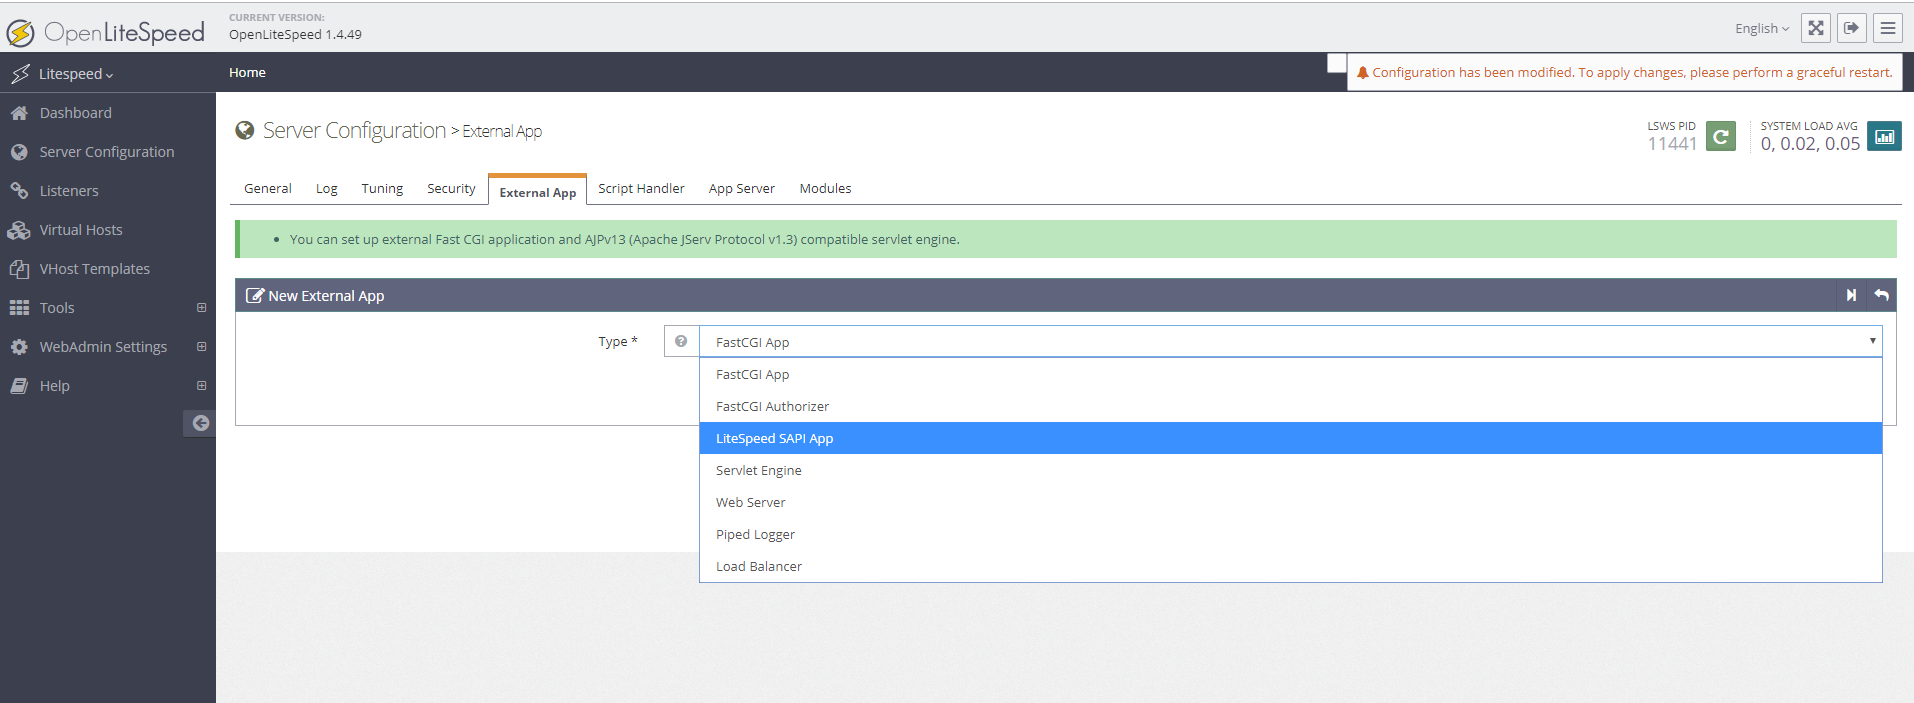 OpenLiteSpeed
CURRENT VERSION:
OpenLiteSpeed 1.4.49
English
Litespeed
Home
Configuration has been modified. To apply changes, please perform a graceful restart.
Dashboard
Server Configuration
Listeners
Virtual Hosts
VHost Templates
Tools
WebAdmin Settings
Help
Server Configuration > External App
LSWS PID
11441
SYSTEM LOAD AVG
0, 0.02, 0.05
General Log Tuning Security External App Script Handler App Server Modules
• You can set up external Fast CGI application and AJPv13 (Apache JServ Protocol v1.3) compatible servlet engine.
New External App
Type * FastCGI App
FastCGI App
FastCGI Authorizer
LiteSpeed SAPI App
Servlet Engine
Web Server
Piped Logger
Load Balancer